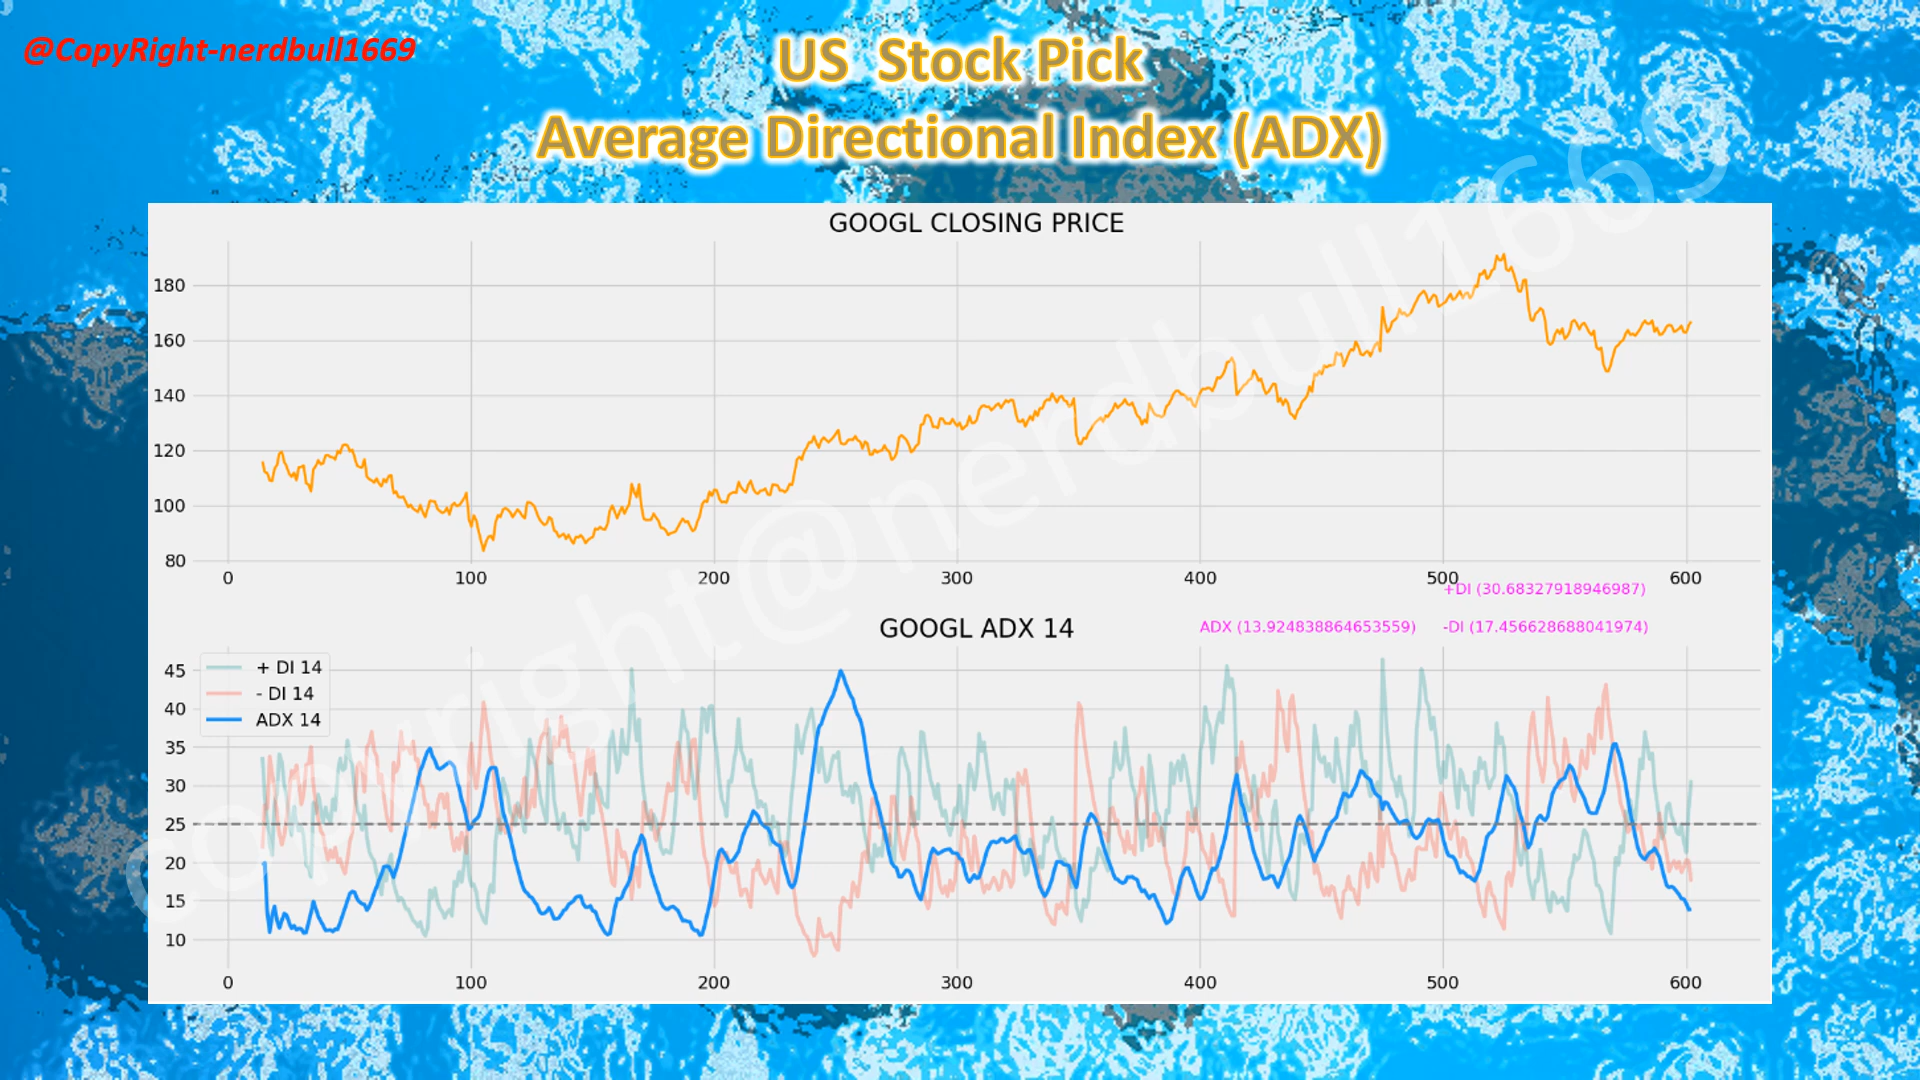 @CopyRight-nerdbull1669
US  Stock Pick
Average Directional Index (ADX)
GOOGL CLOSING PRICE
180
160
140
120
100
80
0 100 200 300 400 500 600
+DI (30.68327918946987)
GOOGL ADX 14
ADX (13.924838864653559)
-DI (17.456628688041974)
+ DI 14
- DI 14
ADX 14
45
40
35
30
25
20
15
10
0 100 200 300 400 500 600
copyright@nerdbull1669